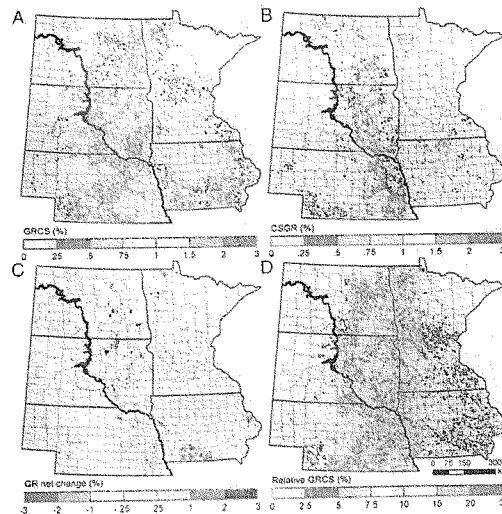 A
B
GRCS (%)
0 .25 .5 .75 1 1.5 2 3
CSGR (%)
0 .25 .5 .75 1 1.5 2
C
D
0 75 150 300
GR net change (%)
-3 -2 -1 -.25 .25 1 2 3
Relative GRCS (%)
0 2.5 5 7.5 10 15 20